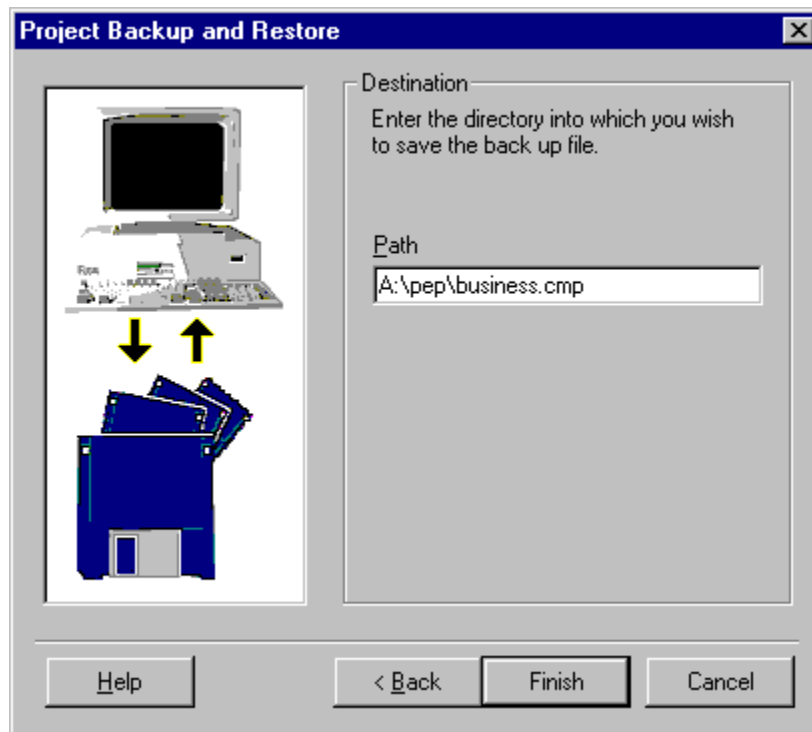 Project Backup and Restore
Destination
Enter the directory into which you wish
to save the back up file.
Path
A:\pep\business.cmp
Help
< Back
Finish
Cancel